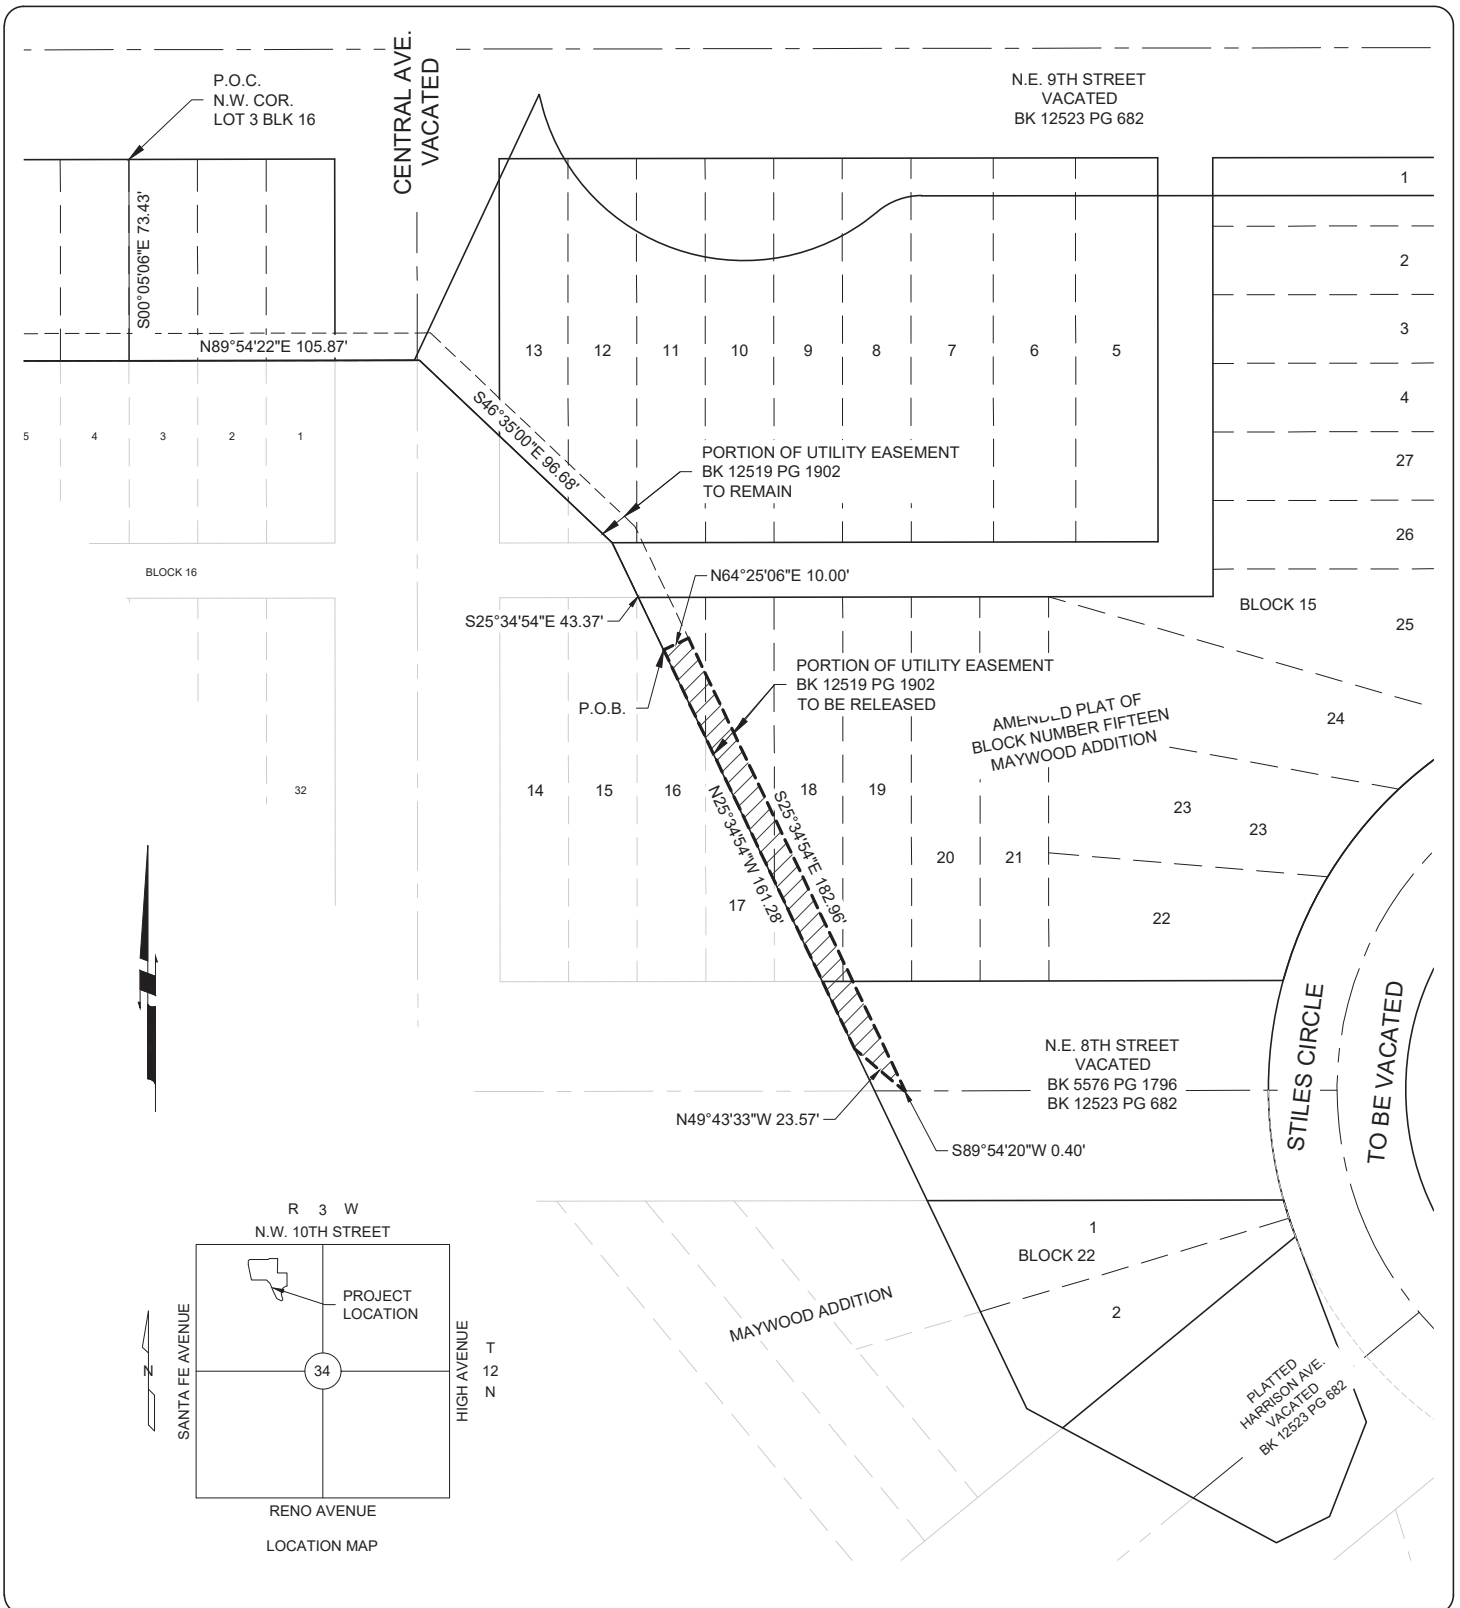 CENTRAL AVE.
VACATED
P.O.C.
N.W. COR.
LOT 3 BLK 16
N.E. 9TH STREET
VACATED
BK 12523 PG 682
S00°05'06"E 73.43'
N89°54'22"E 105.87'
13
12
11
10
9
8
7
6
5
1
2
3
4
27
26
25
5
4
3
2
1
S46°35'00"E 96.68'
PORTION OF UTILITY EASEMENT
BK 12519 PG 1902
TO REMAIN
BLOCK 16
N64°25'06"E 10.00'
S25°34'54"E 43.37'
BLOCK 15
PORTION OF UTILITY EASEMENT
BK 12519 PG 1902
TO BE RELEASED
P.O.B.
AMENDED PLAT OF
BLOCK NUMBER FIFTEEN
MAYWOOD ADDITION
24
32
14
15
16
17
18
19
20
21
23
23
22
N25°34'54"W 161.28'
S25°34'54"E 182.96'
STILES CIRCLE
TO BE VACATED
N.E. 8TH STREET
VACATED
BK 5576 PG 1796
BK 12523 PG 682
N49°43'33"W 23.57'
S89°54'20"W 0.40'
1
BLOCK 22
2
MAYWOOD ADDITION
PLATTED
HARRISON AVE.
VACATED
BK 12523 PG 682
R 3 W
N.W. 10TH STREET
PROJECT
LOCATION
SANTA FE AVENUE
N
34
HIGH AVENUE
T
12
N
RENO AVENUE
LOCATION MAP